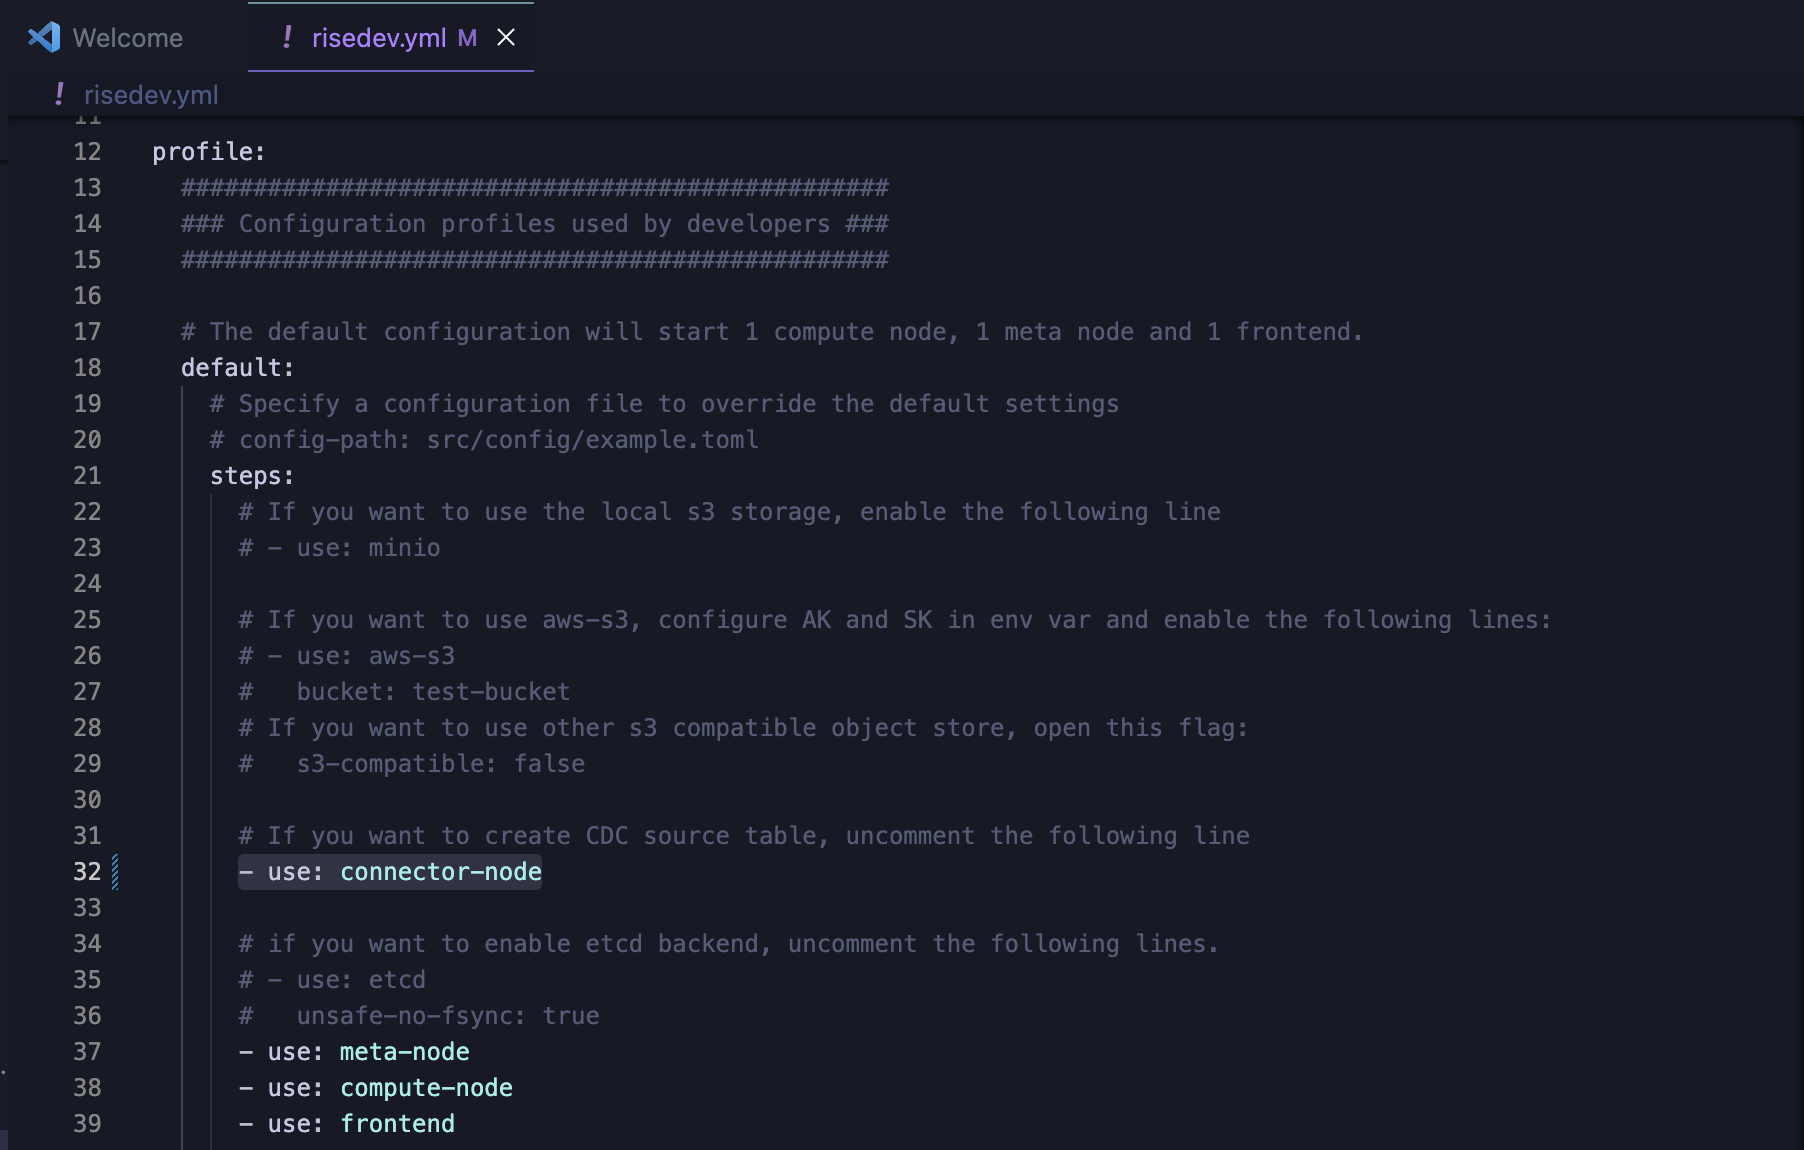 Welcome
! risedev.yml M
! risedev.yml
11
12 profile:
13 #################################################
14 ### Configuration profiles used by developers ###
15 #################################################
16
17 # The default configuration will start 1 compute node, 1 meta node and 1 frontend.
18 default:
19 # Specify a configuration file to override the default settings
20 # config-path: src/config/example.toml
21 steps:
22 # If you want to use the local s3 storage, enable the following line
23 # - use: minio
24
25 # If you want to use aws-s3, configure AK and SK in env var and enable the following lines:
26 # - use: aws-s3
27 #   bucket: test-bucket
28 # If you want to use other s3 compatible object store, open this flag:
29 #   s3-compatible: false
30
31 # If you want to create CDC source table, uncomment the following line
32 - use: connector-node
33
34 # if you want to enable etcd backend, uncomment the following lines.
35 # - use: etcd
36 #   unsafe-no-fsync: true
37 - use: meta-node
38 - use: compute-node
39 - use: frontend